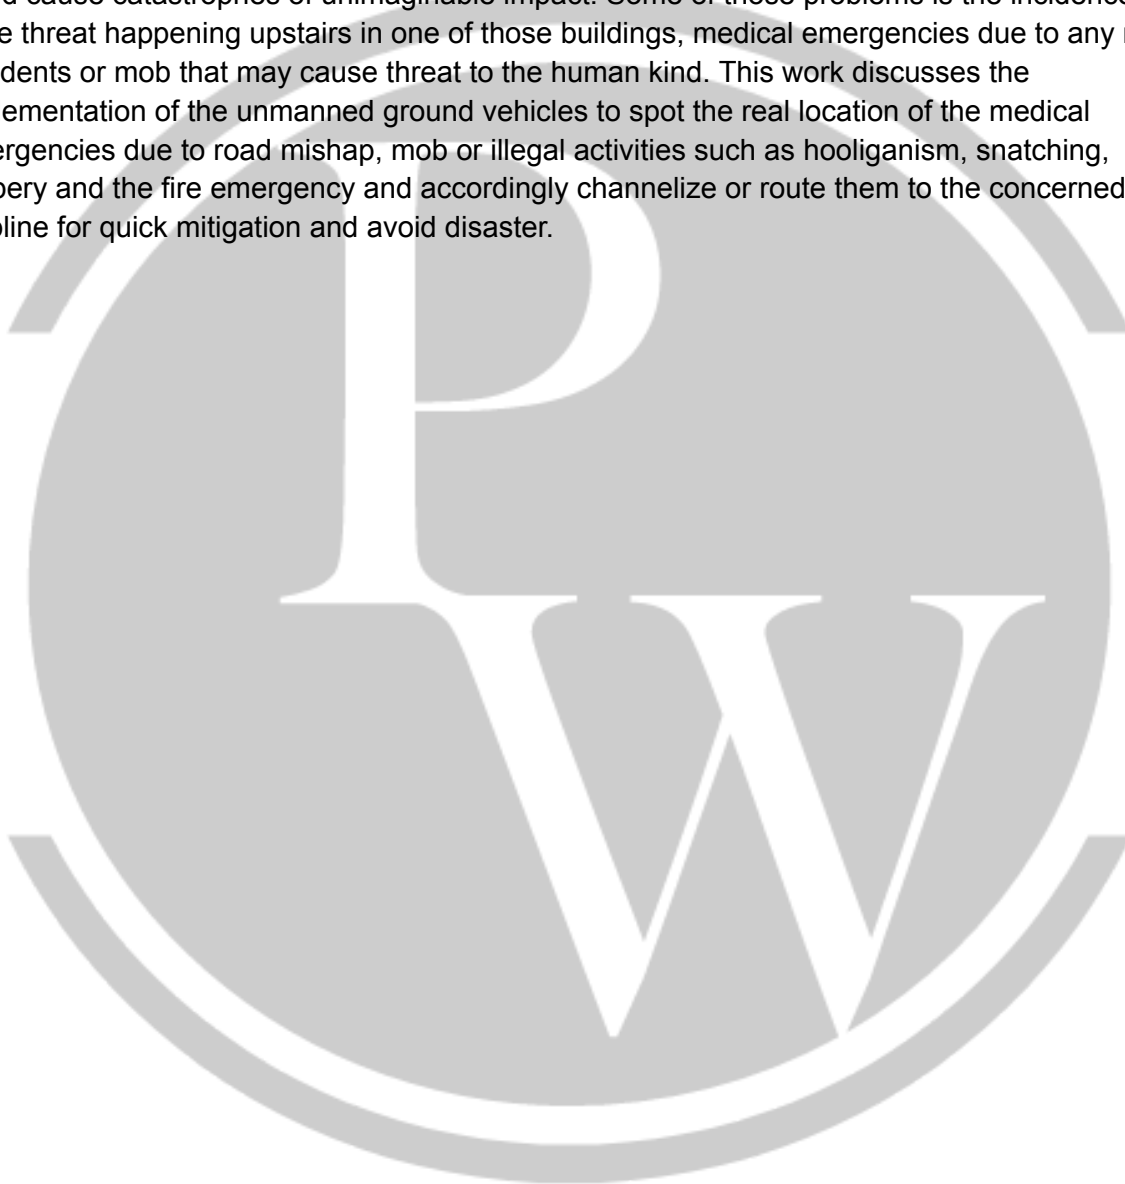 cause catastrophes of unimaginable impact. Some of these problems is the incidence
threat happening upstairs in one of those buildings, medical emergencies due to any
dents or mob that may cause threat to the human kind. This work discusses the
ementation of the unmanned ground vehicles to spot the real location of the medical
ergencies due to road mishap, mob or illegal activities such as hooliganism, snatching,
bery and the fire emergency and accordingly channelize or route them to the concerned
line for quick mitigation and avoid disaster.
PW